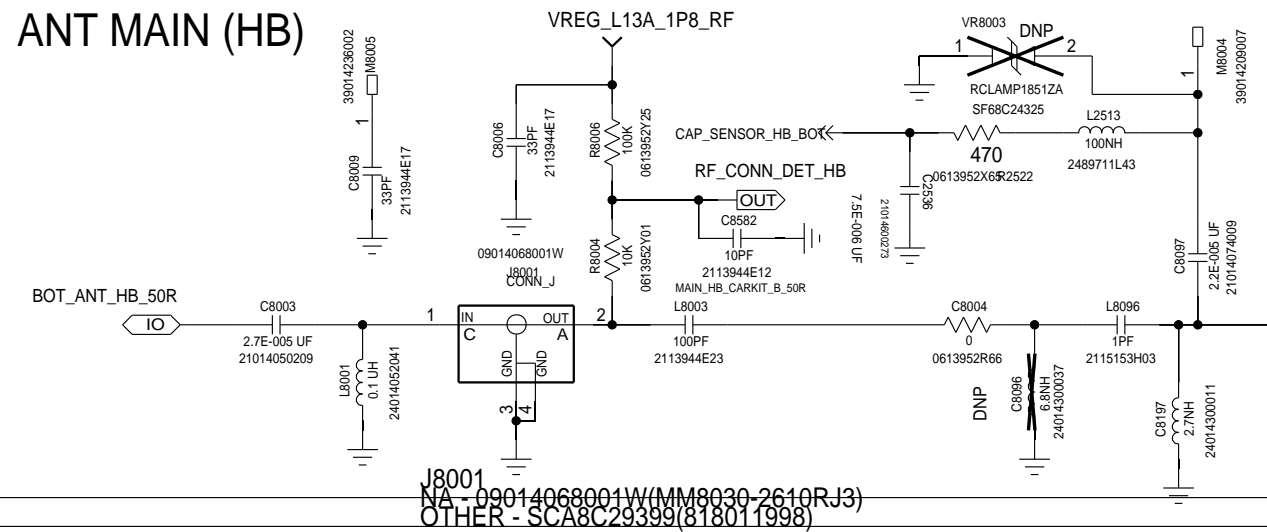 ANT MAIN (HB)
39014236002
M8005
1
C8009
33PF
2113944E17
VREG_L13A_1P8_RF
C8006
33PF
2113944E17
R8006
100K
0613952Y25
VR8003
DNP
1
2
RCLAMP1851ZA
SF68C24325
M8004
39014209007
1
CAP_SENSOR_HB_BOT
470
0613952X65
R2522
L2513
100NH
2489711L43
C2536
7.5E-006 UF
21014600273
RF_CONN_DET_HB
OUT
C8582
10PF
2113944E12
MAIN_HB_CARKIT_B_50R
R8004
10K
0613952Y01
C8097
2.2E-005 UF
21014074009
09014068001W
J8001
CONN_J
BOT_ANT_HB_50R
IO
C8003
2.7E-005 UF
21014050209
L8001
0.1 UH
24014052041
1
IN
C
OUT
A
2
GND
GND
3
4
L8003
100PF
2113944E23
C8004
0
0613952R66
DNP
C8096
6.8NH
24014300037
L8096
1PF
2115153H03
C8197
2.7NH
24014300011
J8001
NA - 09014068001W(MM8030-2610RJ3)
OTHER - SCA8C29399(818011998)